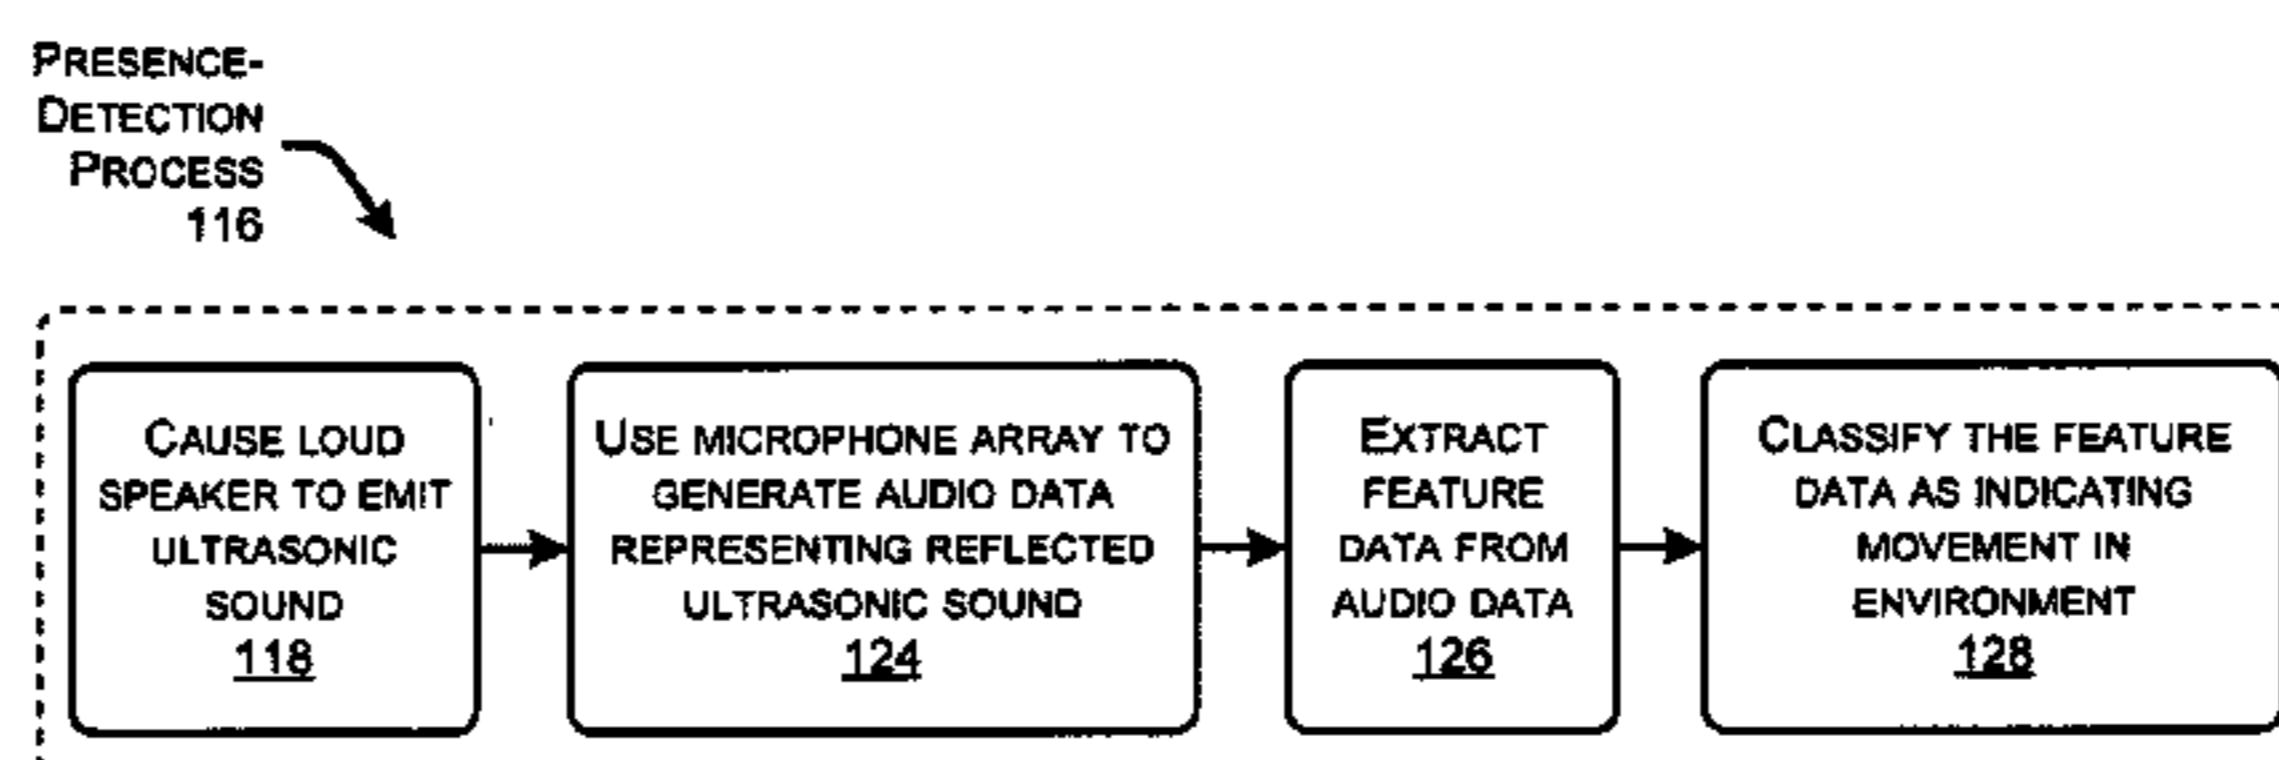 PRESENCE-
DETECTION
PROCESS
116
CAUSE LOUD
SPEAKER TO EMIT
ULTRASONIC
SOUND
118
USE MICROPHONE ARRAY TO
GENERATE AUDIO DATA
REPRESENTING REFLECTED
ULTRASONIC SOUND
124
EXTRACT
FEATURE
DATA FROM
AUDIO DATA
126
CLASSIFY THE FEATURE
DATA AS INDICATING
MOVEMENT IN
ENVIRONMENT
128